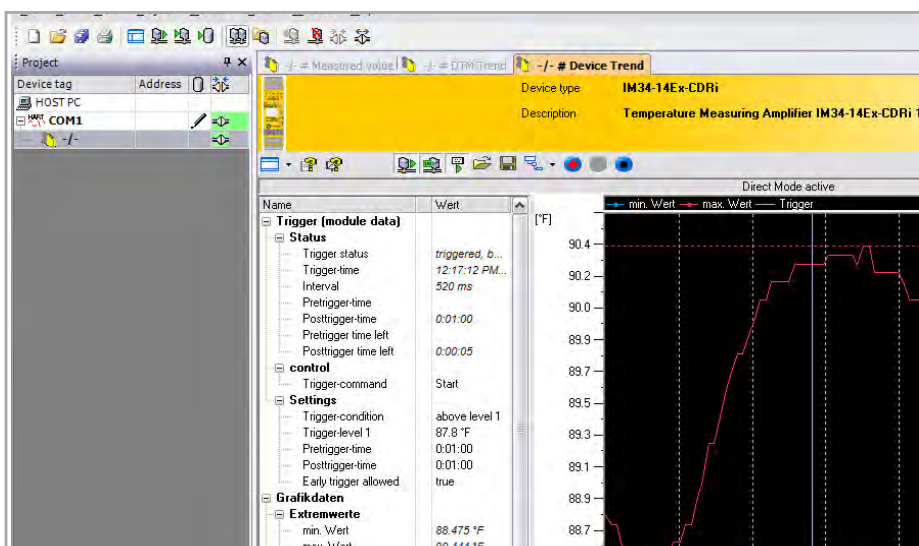 Project
Device tag Address
HOST PC
HART COM1
-/-
-/- # Measured value -/- # DTM Trend -/- # Device Trend
Device type IM34-14Ex-CDRi
Description Temperature Measuring Amplifier IM34-14Ex-CDRi 1
Direct Mode active
Name Wert
min. Wert max. Wert Trigger
[°F]
Trigger (module data)
Status
Trigger status triggered, b...
Trigger-time 12:17:12 PM...
Interval 520 ms
Pretrigger-time
Posttrigger-time 0:01:00
Pretrigger time left
Posttrigger time left 0:00:05
control
Trigger-command Start
Settings
Trigger-condition above level 1
Trigger-level 1 87.8 °F
Pretrigger-time 0:01:00
Posttrigger-time 0:01:00
Early trigger allowed true
Grafikdaten
Extremwerte
min. Wert 88.475 °F
90.4
90.2
90.0
89.9
89.7
89.5
89.3
89.1
88.9
88.7